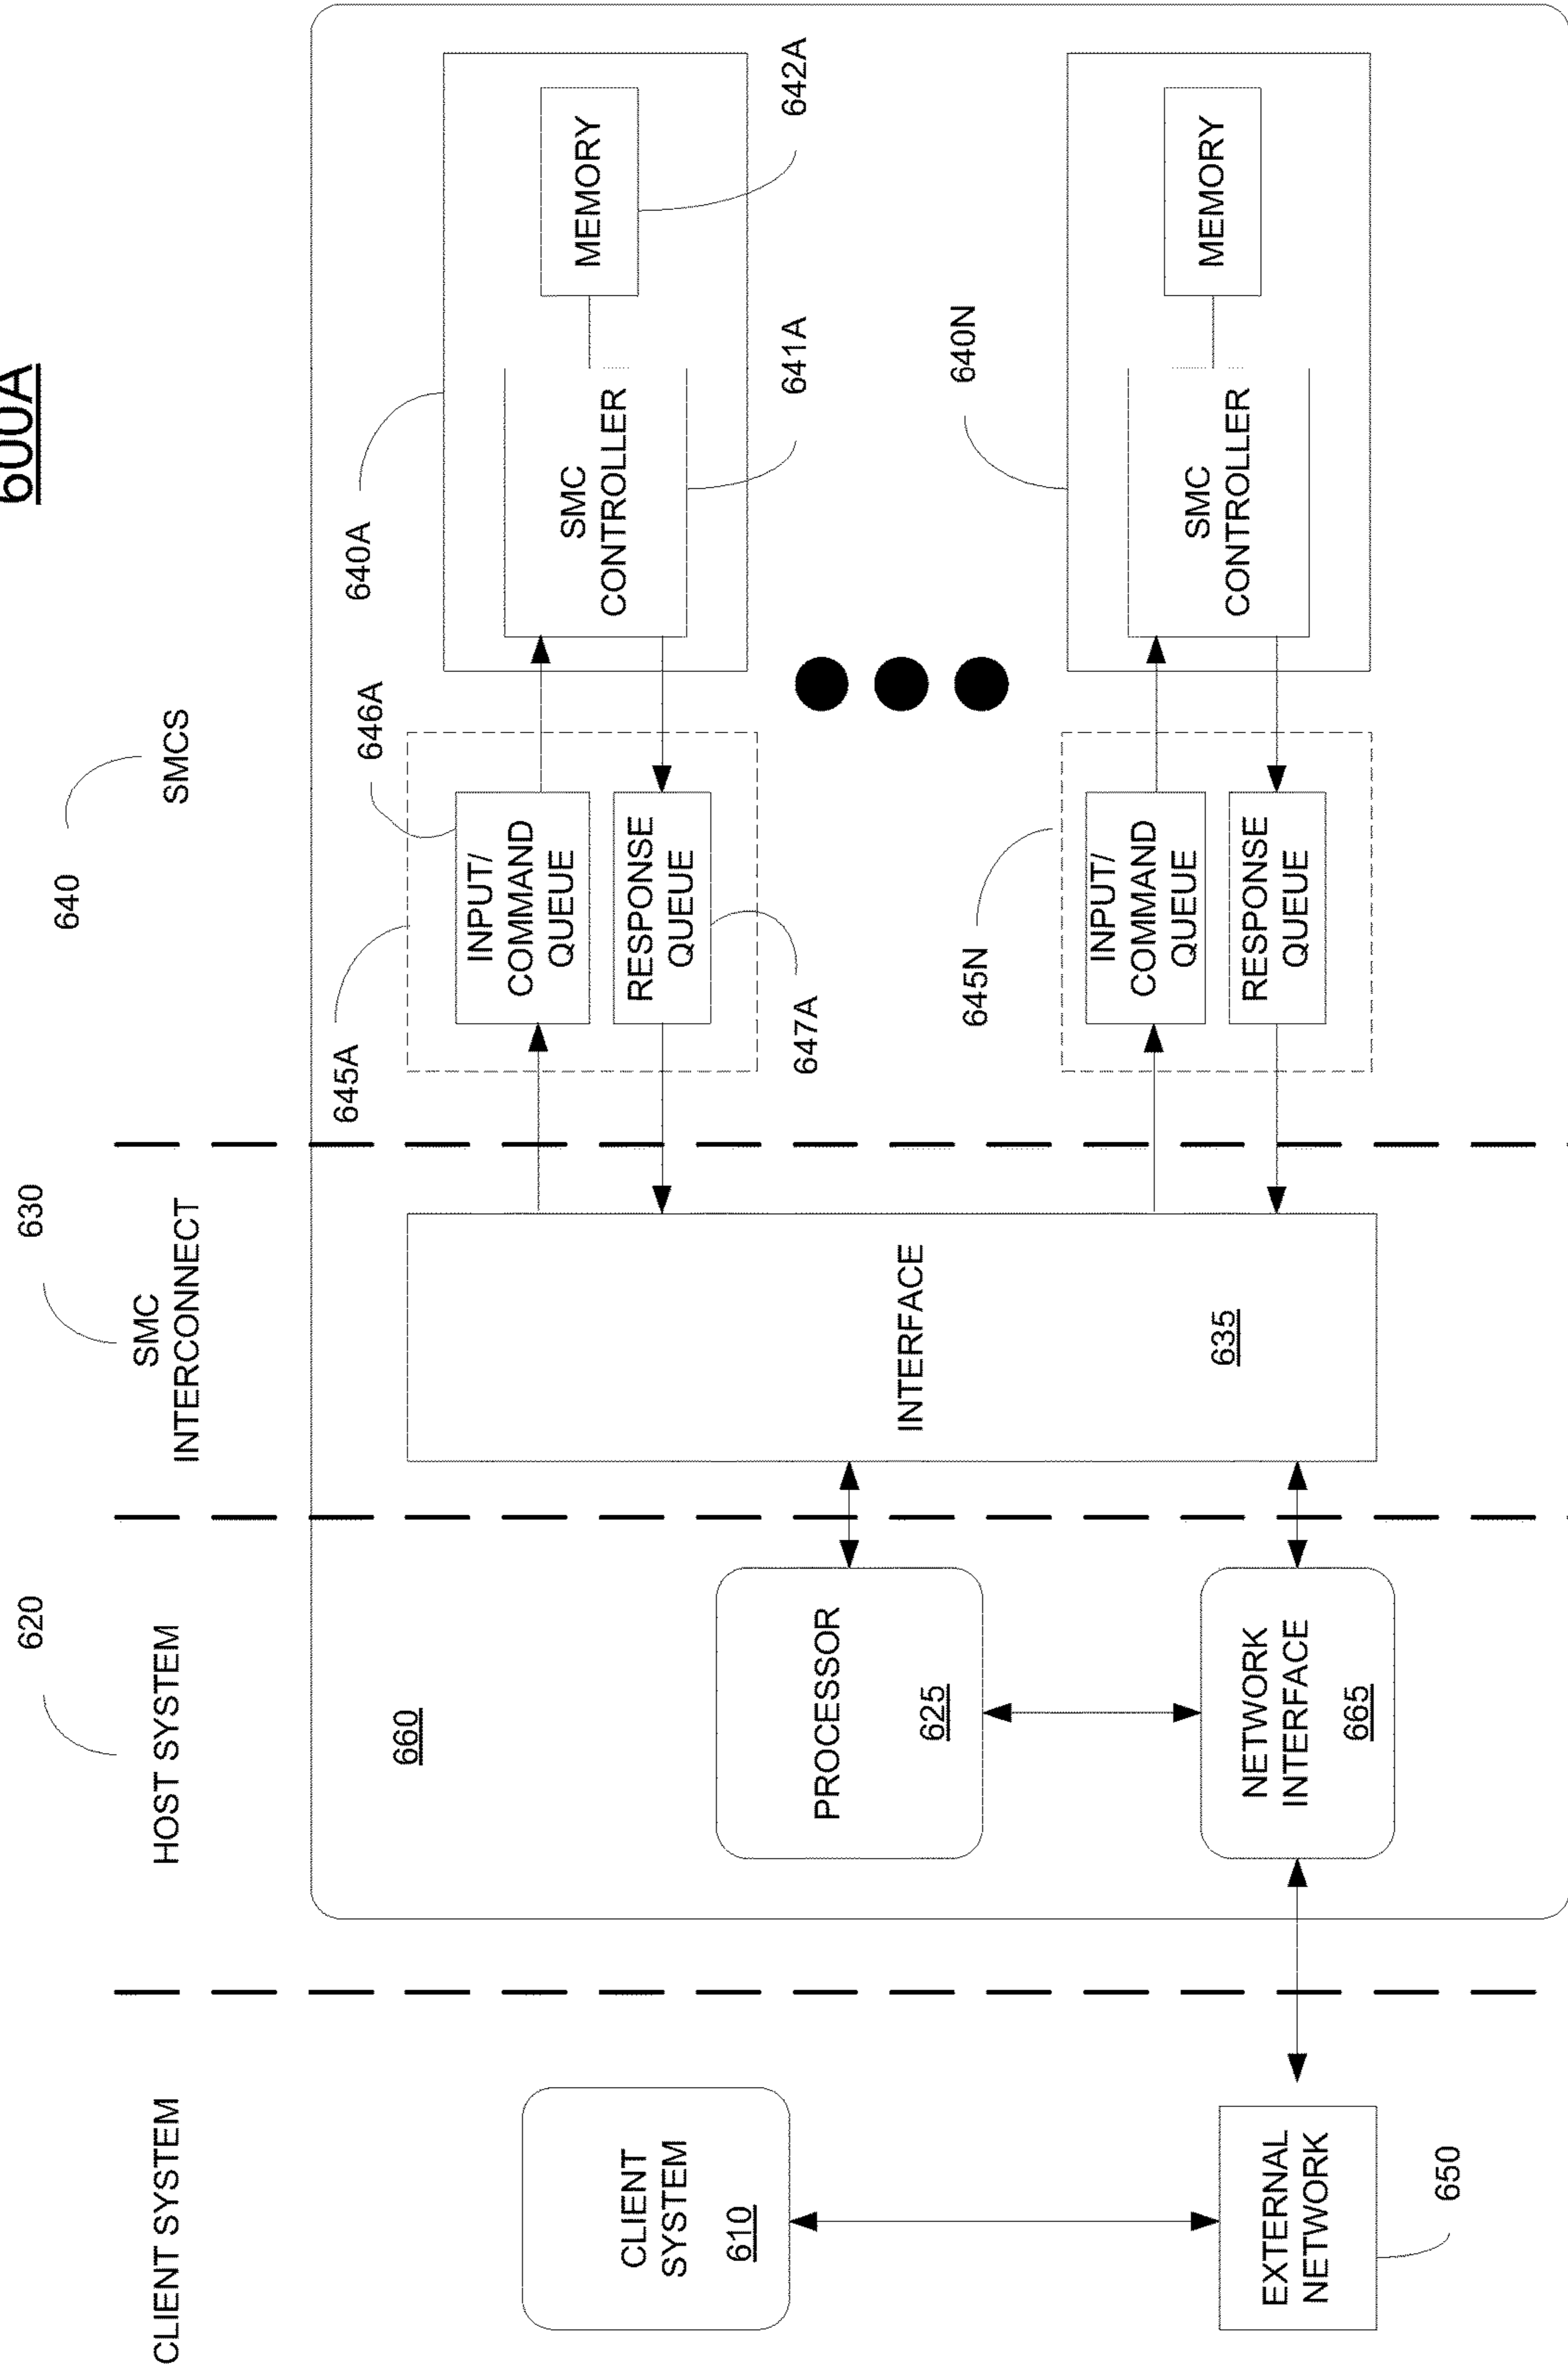 600A
620
630
640
CLIENT SYSTEM
HOST SYSTEM
SMC
INTERCONNECT
SMCS
645A
646A
640A
660
CLIENT
SYSTEM
610
PROCESSOR
625
INTERFACE
635
INPUT/
COMMAND
QUEUE
RESPONSE
QUEUE
SMC
CONTROLLER
MEMORY
647A
641A
642A
645N
640N
EXTERNAL
NETWORK
650
NETWORK
INTERFACE
665
INPUT/
COMMAND
QUEUE
RESPONSE
QUEUE
SMC
CONTROLLER
MEMORY